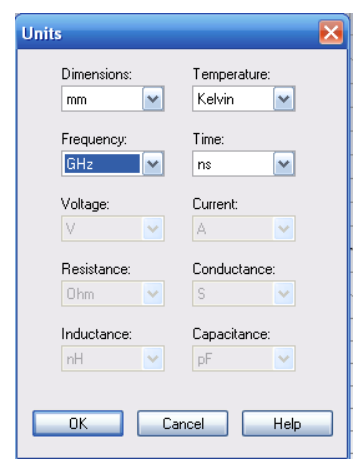 Units
Dimensions: Temperature:
mm Kelvin
Frequency: Time:
GHz ns
Voltage: Current:
V A
Resistance: Conductance:
Ohm S
Inductance: Capacitance:
nH pF
OK Cancel Help